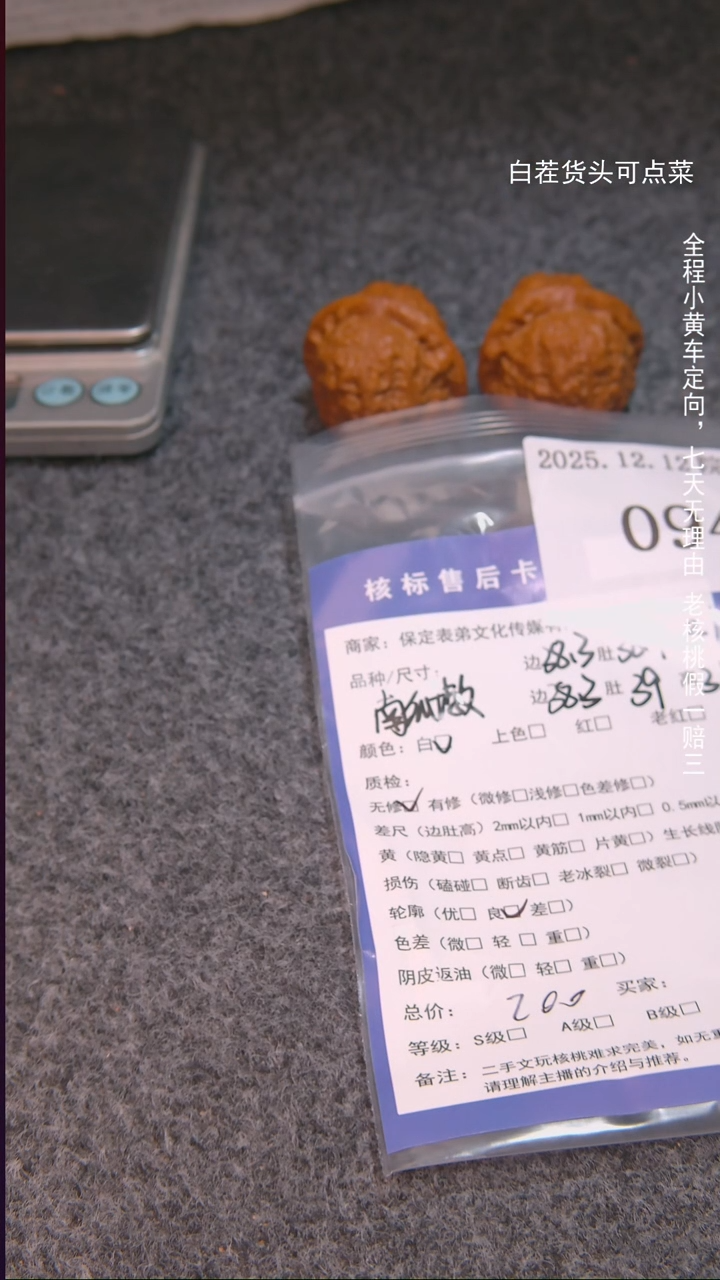 白茬货头可点菜
全程小黄车定向，七天无理由 老核桃假一赔三
2025.12.12
094
核标售后卡
商家：保定表弟文化传媒
品种/尺寸：
边 肚
边 肚39
颜色：白□ 上色□ 红□ 老红□
质检：
无修□ 有修（微修□浅修□色差修□）
差尺（边肚高）2mm以内□ 1mm以内□ 0.5mm以
黄（隐黄□ 黄点□ 黄筋□ 片黄□）生长线
损伤（磕碰□ 断齿□ 老冰裂□ 微裂□）
轮廓（优□ 良□ 差□）
色差（微□ 轻□ 重□）
阴皮返油（微□ 轻□ 重□）
总价：200 买家：
等级：S级□ A级□ B级□
备注：二手文玩核桃难求完美，如无重
请理解主播的介绍与推荐。